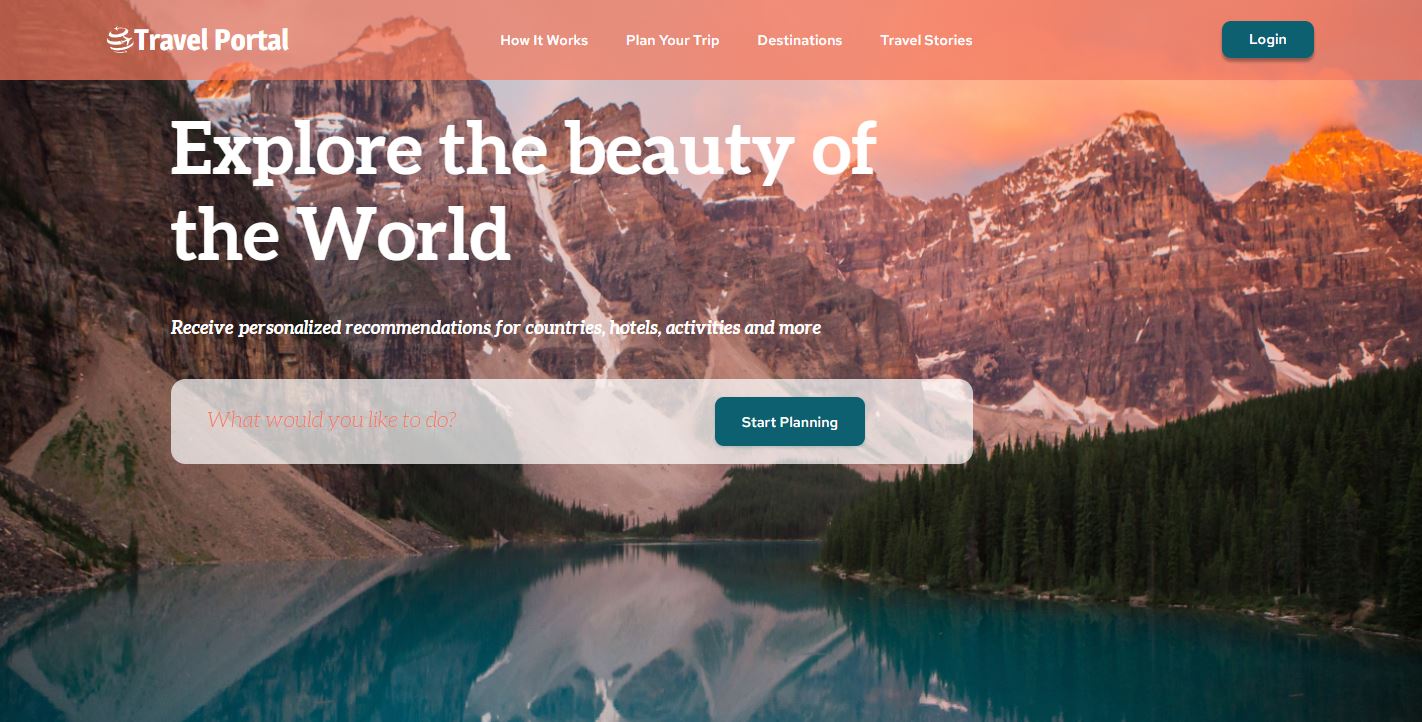 Travel Portal
How It Works
Plan Your Trip
Destinations
Travel Stories
Login
Explore the beauty of
the World
Receive personalized recommendations for countries, hotels, activities and more
What would you like to do?
Start Planning